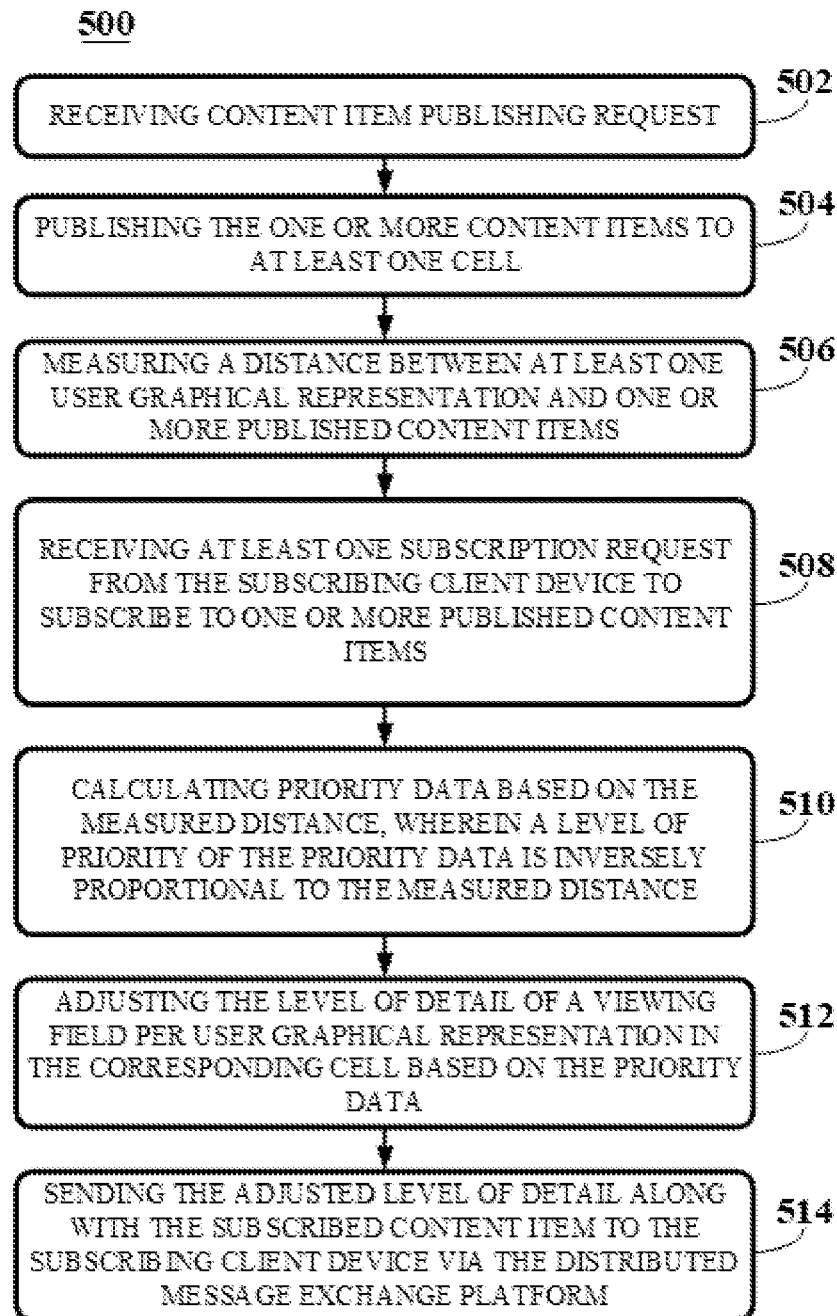 500
502
RECEIVING CONTENT ITEM PUBLISHING REQUEST
504
PUBLISHING THE ONE OR MORE CONTENT ITEMS TO
AT LEAST ONE CELL
506
MEASURING A DISTANCE BETWEEN AT LEAST ONE
USER GRAPHICAL REPRESENTATION AND ONE OR
MORE PUBLISHED CONTENT ITEMS
508
RECEIVING AT LEAST ONE SUBSCRIPTION REQUEST
FROM THE SUBSCRIBING CLIENT DEVICE TO
SUBSCRIBE TO ONE OR MORE PUBLISHED CONTENT
ITEMS
510
CALCULATING PRIORITY DATA BASED ON THE
MEASURED DISTANCE, WHEREIN A LEVEL OF
PRIORITY OF THE PRIORITY DATA IS INVERSELY
PROPORTIONAL TO THE MEASURED DISTANCE
512
ADJUSTING THE LEVEL OF DETAIL OF A VIEWING
FIELD PER USER GRAPHICAL REPRESENTATION IN
THE CORRESPONDING CELL BASED ON THE PRIORITY
DATA
514
SENDING THE ADJUSTED LEVEL OF DETAIL ALONG
WITH THE SUBSCRIBED CONTENT ITEM TO THE
SUBSCRIBING CLIENT DEVICE VIA THE DISTRIBUTED
MESSAGE EXCHANGE PLATFORM